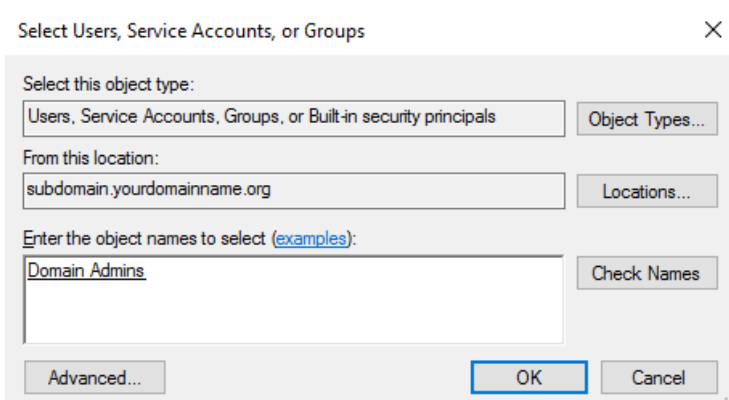 Select Users, Service Accounts, or Groups
Select this object type:
Users, Service Accounts, Groups, or Built-in security principals
Object Types...
From this location:
subdomain.yourdomainname.org
Locations...
Enter the object names to select (examples):
Domain Admins
Check Names
Advanced...
OK
Cancel